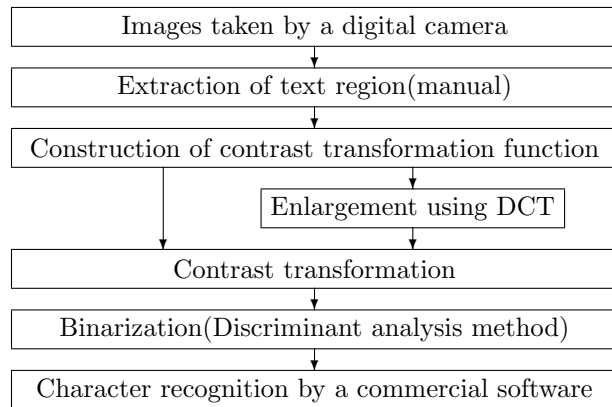 Images taken by a digital camera
Extraction of text region(manual)
Construction of contrast transformation function
Enlargement using DCT
Contrast transformation
Binarization(Discriminant analysis method)
Character recognition by a commercial software